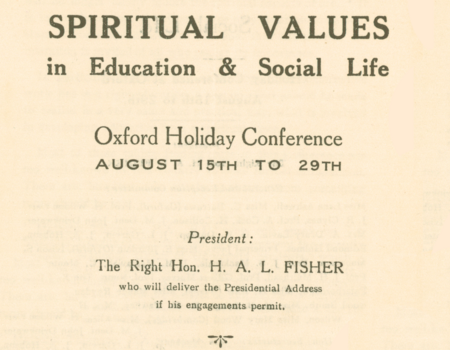 SPIRITUAL VALUES
in Education & Social Life
Oxford Holiday Conference
AUGUST 15TH TO 29TH
President:
The Right Hon. H. A. L. FISHER
who will deliver the Presidential Address
if his engagements permit.